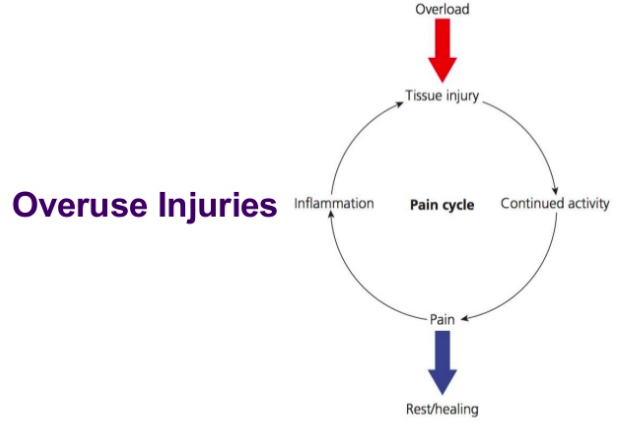 Overload
Tissue injury
Overuse Injuries
Inflammation
Pain cycle
Continued activity
Pain
Rest/healing